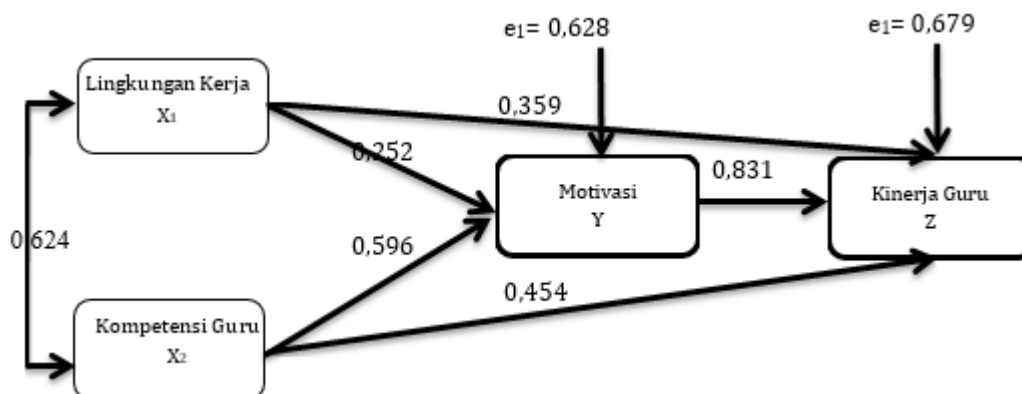 e1= 0,628
e1= 0,679
Lingkungan Kerja
X1
0,359
0,252
0,831
Motivasi
Y
Kinerja Guru
Z
0,624
0,596
0,454
Kompetensi Guru
X2